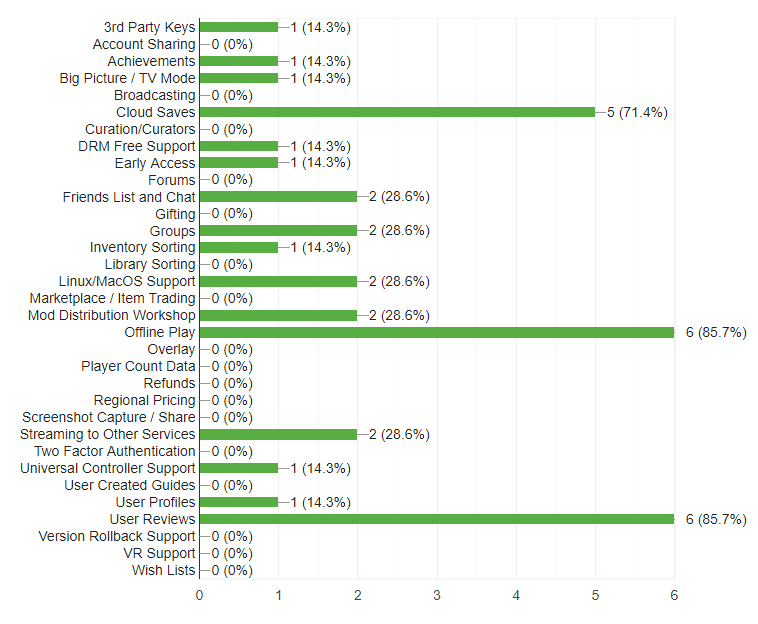 3rd Party Keys 1 (14.3%)
Account Sharing 0 (0%)
Achievements 1 (14.3%)
Big Picture / TV Mode 1 (14.3%)
Broadcasting 0 (0%)
Cloud Saves 5 (71.4%)
Curation/Curators 0 (0%)
DRM Free Support 1 (14.3%)
Early Access 1 (14.3%)
Forums 0 (0%)
Friends List and Chat 2 (28.6%)
Gifting 0 (0%)
Groups 2 (28.6%)
Inventory Sorting 1 (14.3%)
Library Sorting 0 (0%)
Linux/MacOS Support 2 (28.6%)
Marketplace / Item Trading 0 (0%)
Mod Distribution Workshop 2 (28.6%)
Offline Play 6 (85.7%)
Overlay 0 (0%)
Player Count Data 0 (0%)
Refunds 0 (0%)
Regional Pricing 0 (0%)
Screenshot Capture / Share 0 (0%)
Streaming to Other Services 2 (28.6%)
Two Factor Authentication 0 (0%)
Universal Controller Support 1 (14.3%)
User Created Guides 0 (0%)
User Profiles 1 (14.3%)
User Reviews 6 (85.7%)
Version Rollback Support 0 (0%)
VR Support 0 (0%)
Wish Lists 0 (0%)
0 1 2 3 4 5 6